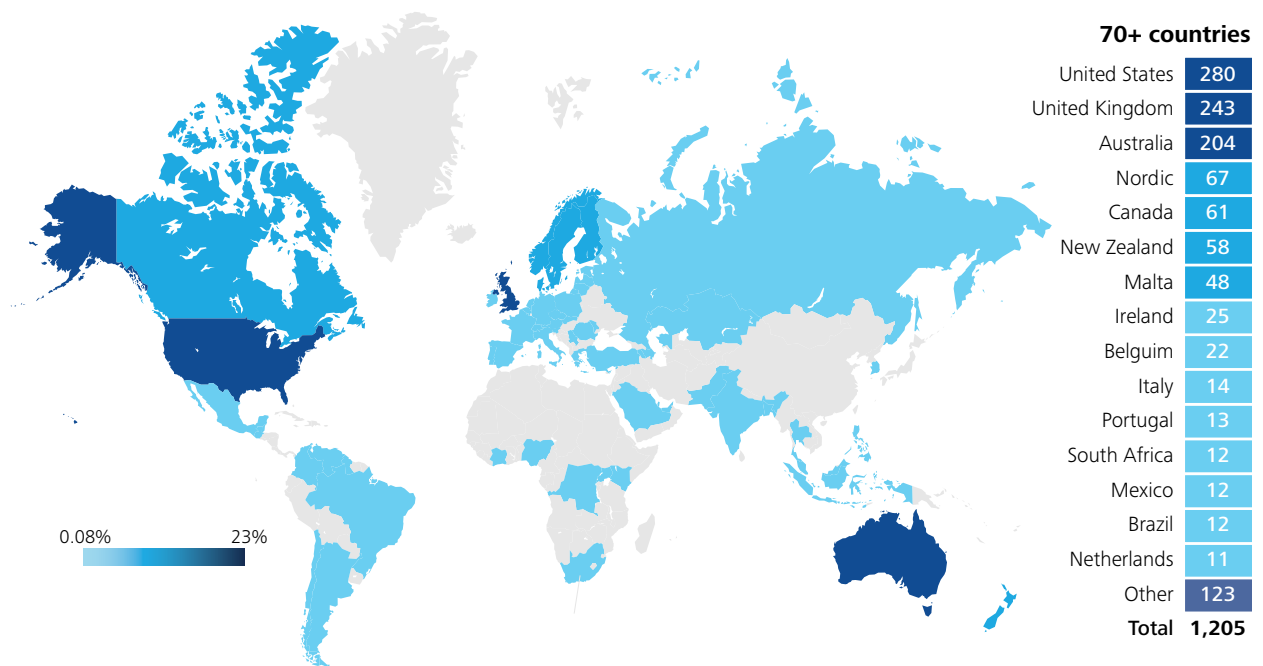 70+ countries
United States 280
United Kingdom 243
Australia 204
Nordic 67
Canada 61
New Zealand 58
Malta 48
Ireland 25
Belguim 22
Italy 14
Portugal 13
South Africa 12
Mexico 12
Brazil 12
Netherlands 11
Other 123
Total 1,205
0.08% 23%